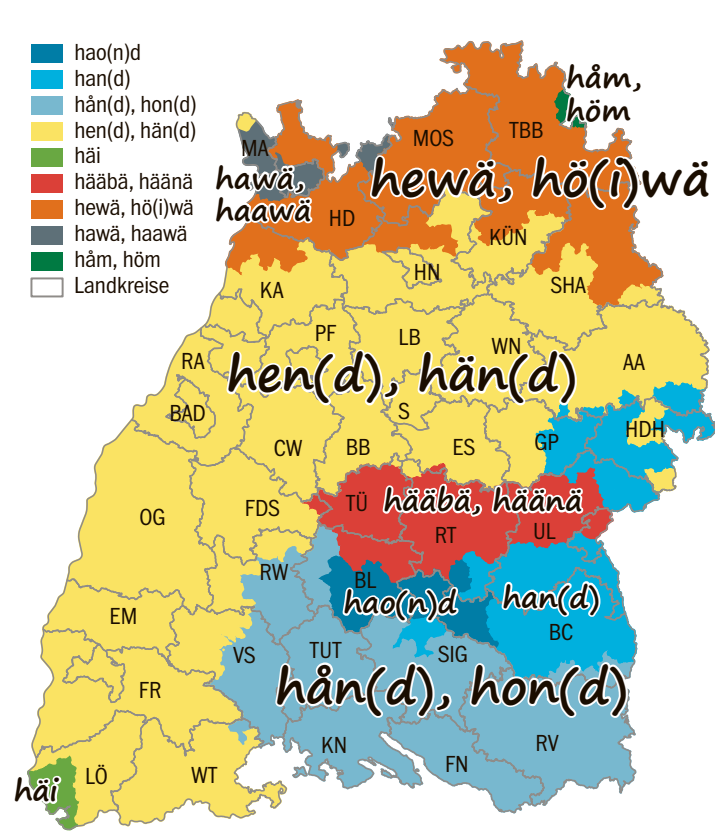 hao(n)d
han(d)
hån(d), hon(d)
hen(d), hän(d)
häi
hääbä, häänä
hewä, hö(i)wä
hawä, haawä
håm, höm
Landkreise
håm,
höm
MOS
TBB
MA
hawä,
haawä
hewä, hö(i)wä
HD
KÜN
HN
SHA
KA
PF
LB
WN
RA
AA
hen(d), hän(d)
BAD
S
HDH
CW
BB
ES
GP
TÜ
hääbä, häänä
OG
FDS
RT
UL
RW
BL
hao(n)d
han(d)
EM
BC
VS
TUT
SIG
hån(d), hon(d)
FR
KN
RV
FN
häi
LÖ
WT